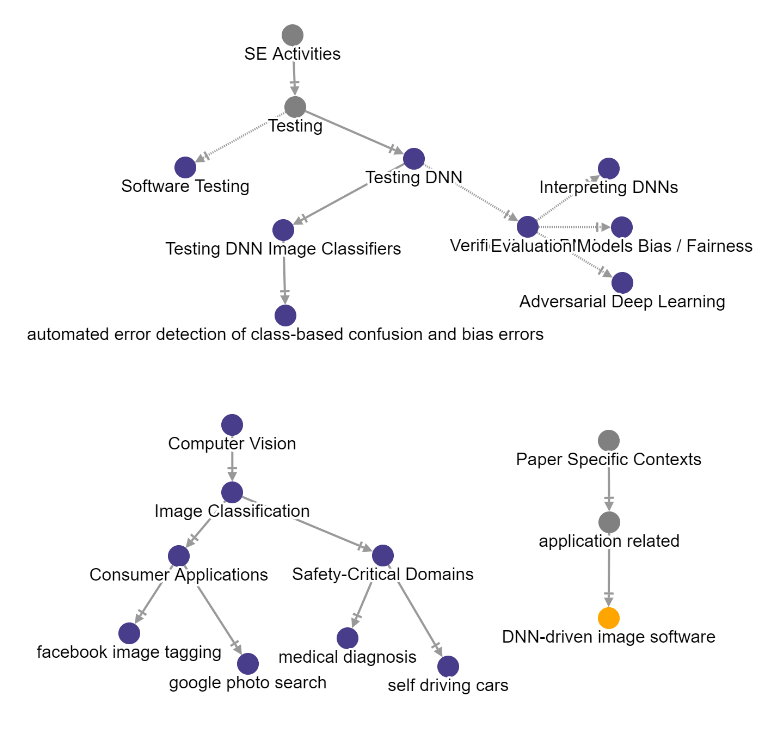 SE Activities
Testing
Software Testing
Testing DNN
Interpreting DNNs
Testing DNN Image Classifiers
Evaluation
Models Bias / Fairness
Adversarial Deep Learning
automated error detection of class-based confusion and bias errors
Computer Vision
Paper Specific Contexts
Image Classification
application related
Consumer Applications
Safety-Critical Domains
DNN-driven image software
facebook image tagging
medical diagnosis
google photo search
self driving cars